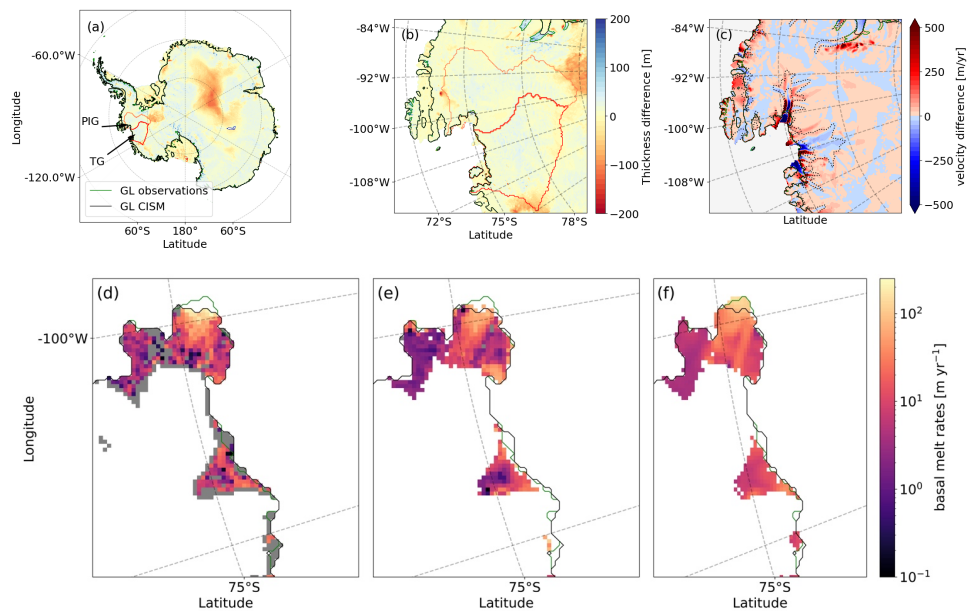 (a)
-60.0°W
PIG
TG
-120.0°W
Longitude
GL observations
GL CISM
60°S 180° 60°S
Latitude
(b)
-84°W
-92°W
-100°W
-108°W
72°S 75°S 78°S
Latitude
200
100
0
−100
−200
Thickness difference [m]
(c)
-84°W
-92°W
-100°W
-108°W
Latitude
500
250
0
−250
−500
velocity difference [m/yr]
(d)
-100°W
Longitude
75°S
Latitude
(e)
75°S
Latitude
(f)
75°S
Latitude
10²
10¹
10⁰
10⁻¹
basal melt rates [m yr⁻¹]